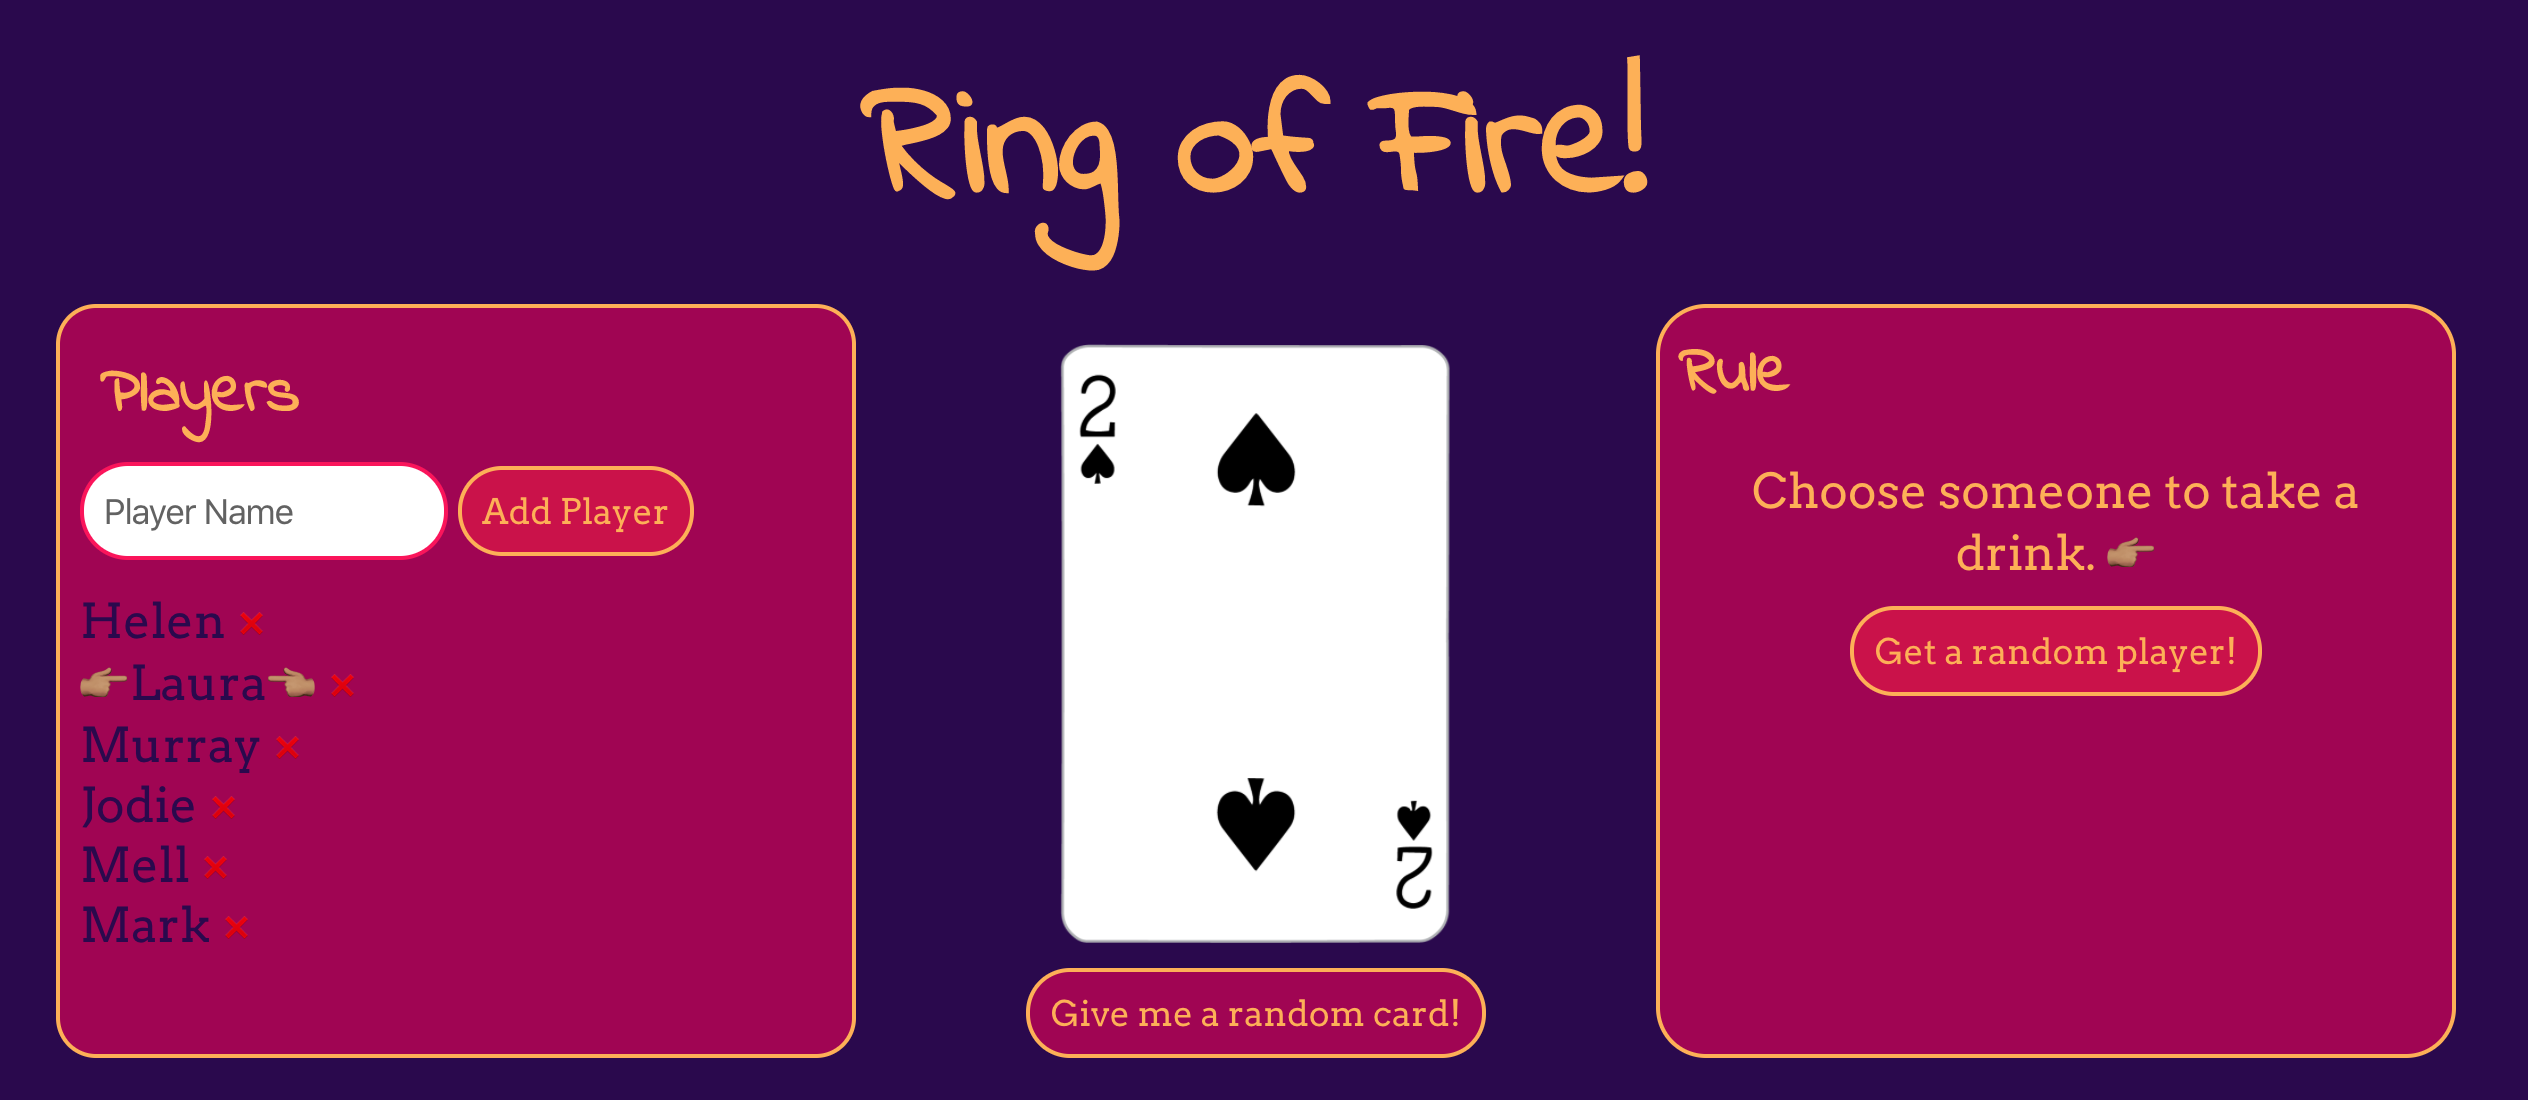 Ring of Fire!
Players
Player Name
Add Player
Helen ×
👉🏽Laura👈🏽 ×
Murray ×
Jodie ×
Mell ×
Mark ×
2
2
Give me a random card!
Rule
Choose someone to take a
drink. 👉🏽
Get a random player!